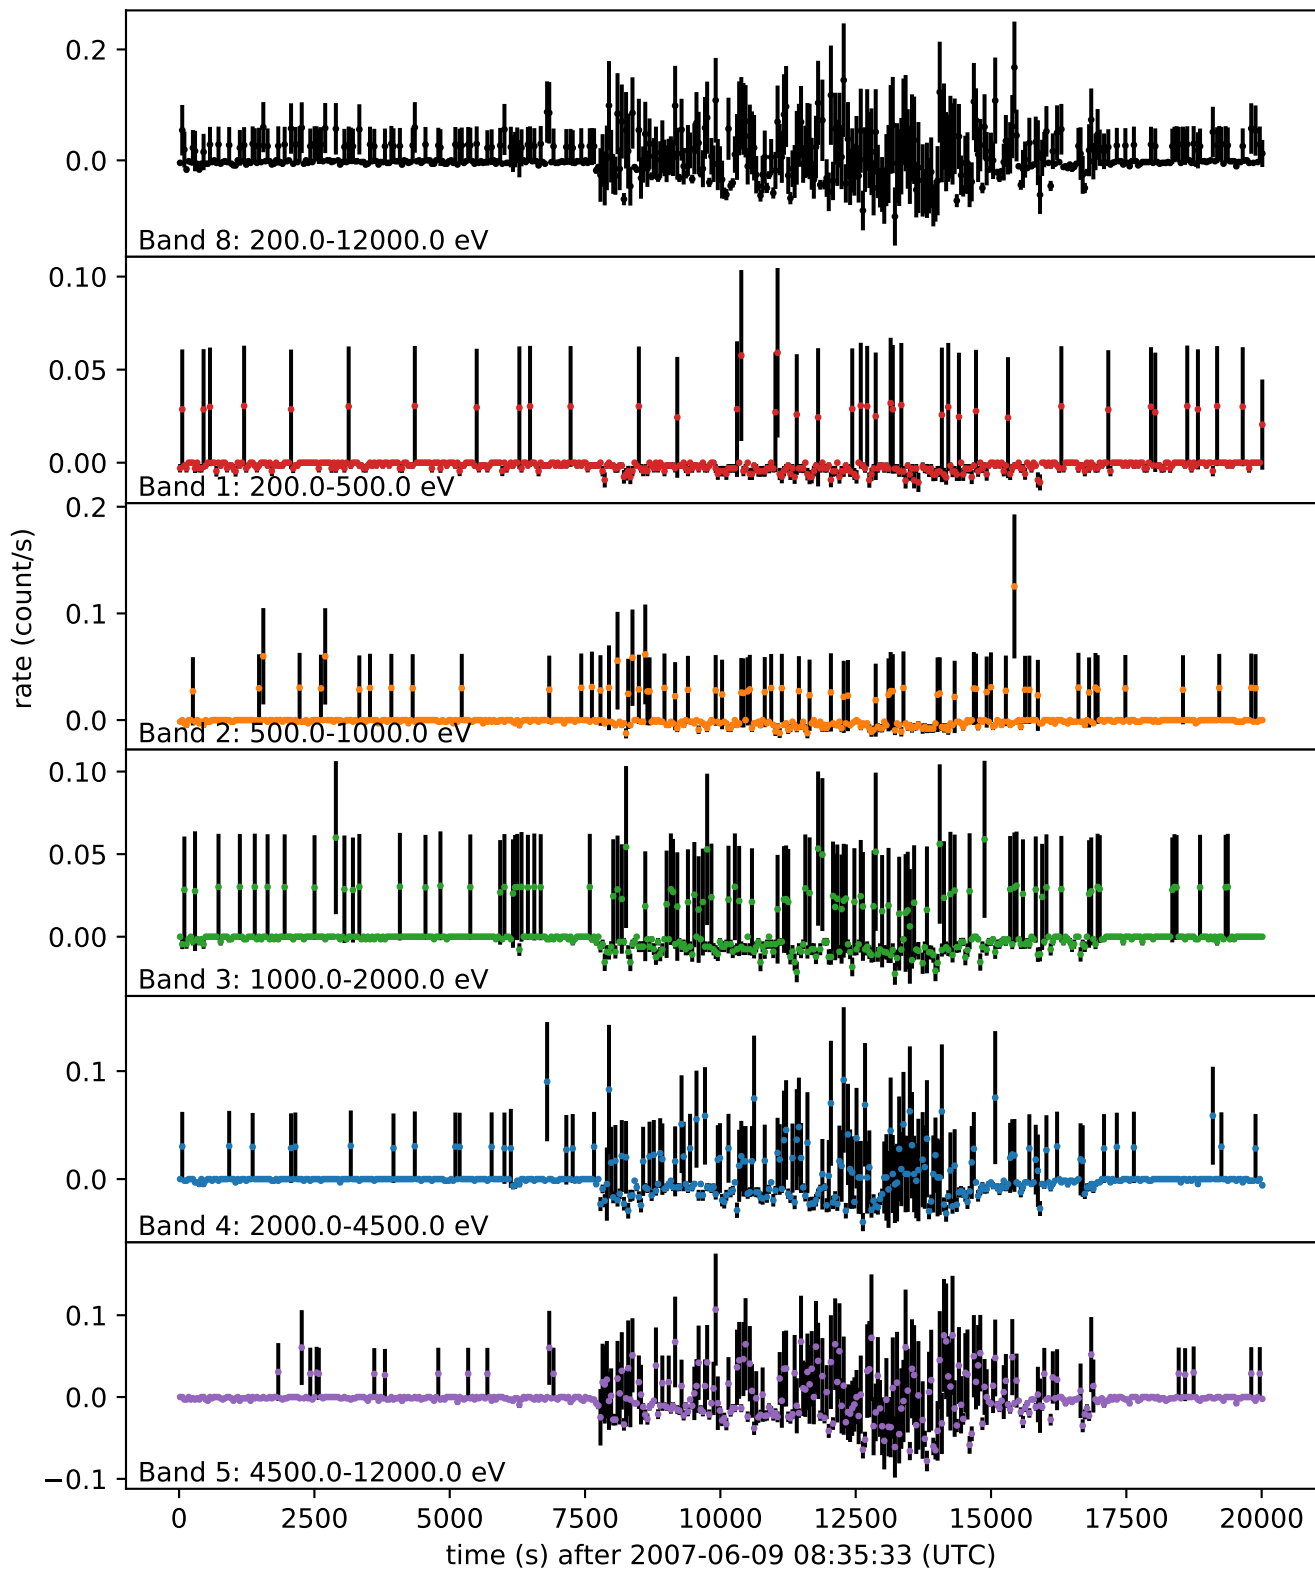 0.2
0.0
Band 8: 200.0-12000.0 eV
0.10
0.05
0.00
Band 1: 200.0-500.0 eV
0.2
0.1
0.0
Band 2: 500.0-1000.0 eV
rate (count/s)
0.10
0.05
0.00
Band 3: 1000.0-2000.0 eV
0.1
0.0
Band 4: 2000.0-4500.0 eV
0.1
0.0
−0.1
Band 5: 4500.0-12000.0 eV
0 2500 5000 7500 10000 12500 15000 17500 20000
time (s) after 2007-06-09 08:35:33 (UTC)